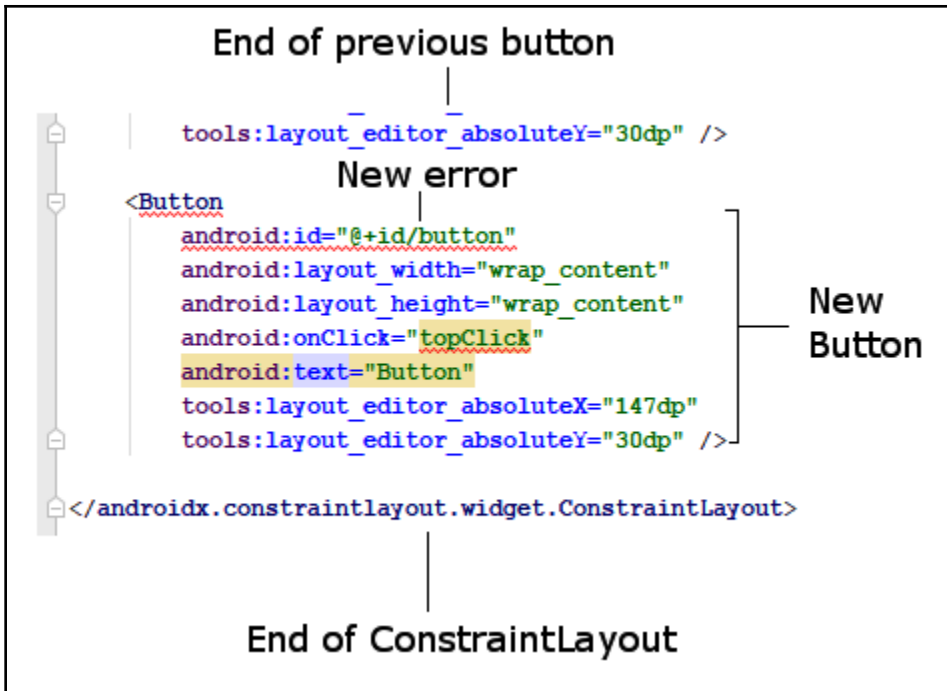 End of previous button
tools:layout_editor_absoluteY="30dp" />
New error
<Button
android:id="@+id/button"
android:layout_width="wrap_content"
android:layout_height="wrap_content"
android:onClick="topClick"
android:text="Button"
tools:layout_editor_absoluteX="147dp"
tools:layout_editor_absoluteY="30dp" />
New
Button
</androidx.constraintlayout.widget.ConstraintLayout>
End of ConstraintLayout